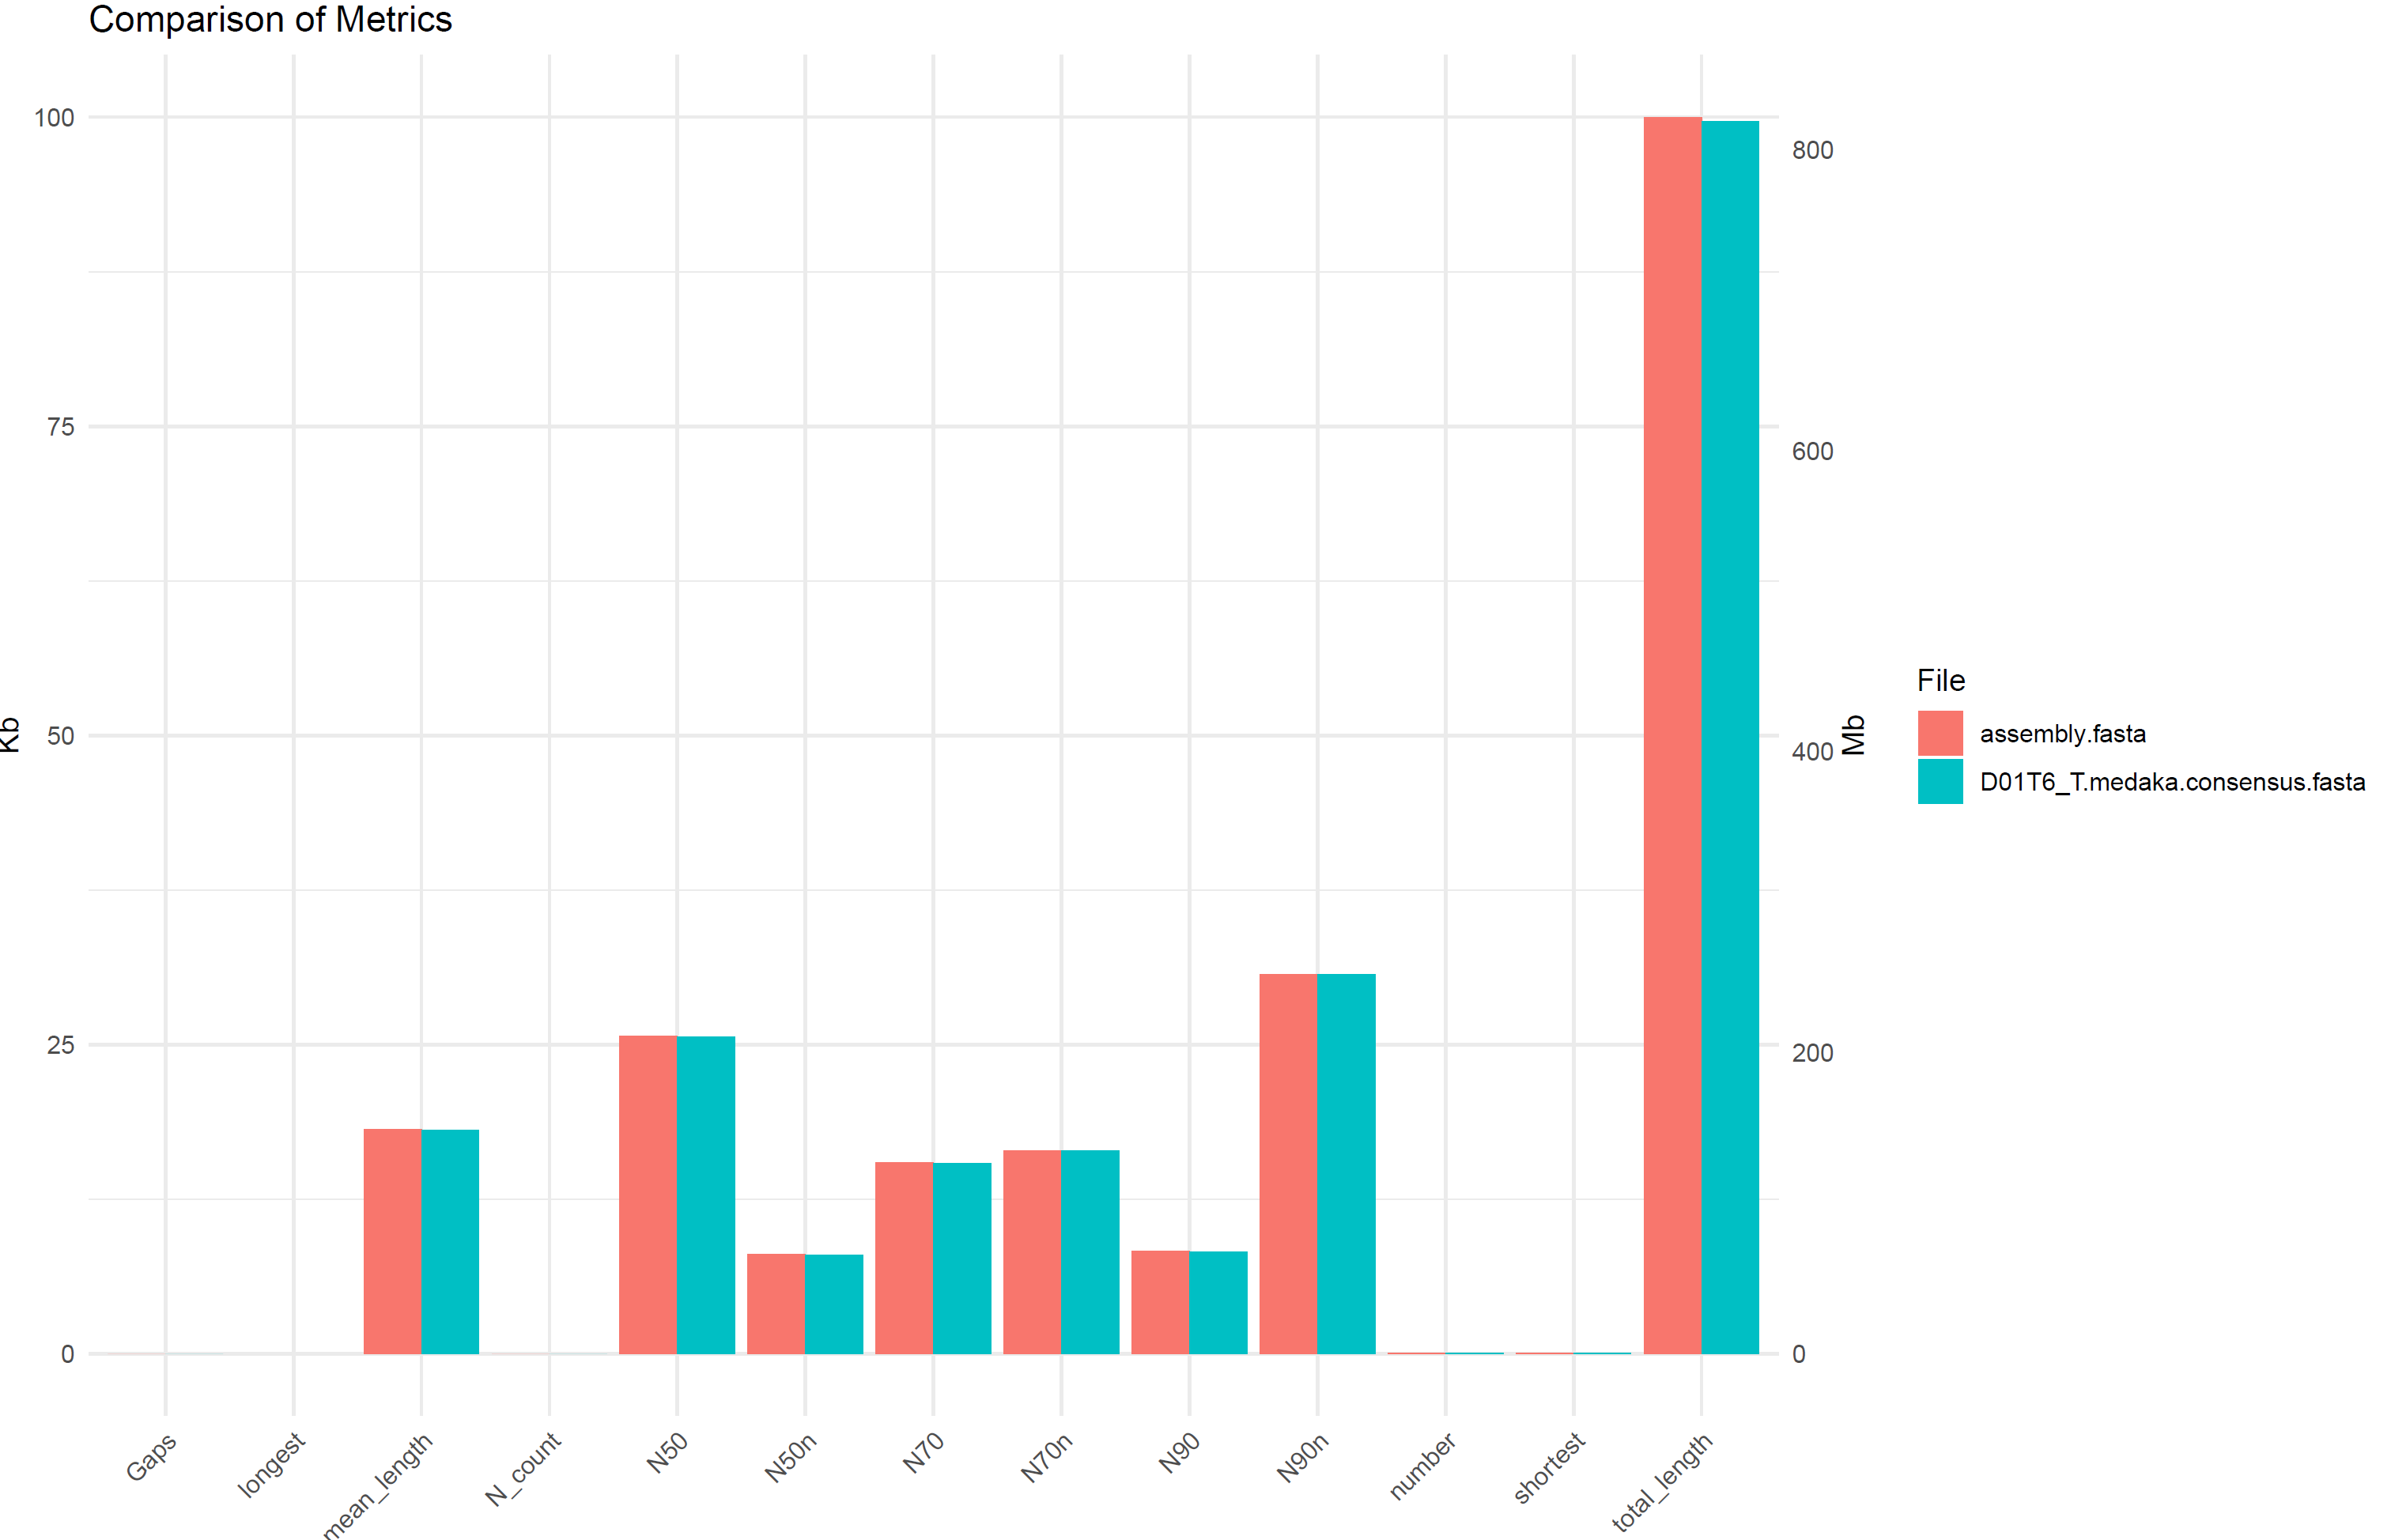 Comparison of Metrics
100
75
50
25
0
Kb
800
600
400
200
0
Mb
Gaps
longest
mean_length
N_count
N50
N50n
N70
N70n
N90
N90n
number
shortest
total_length
File
assembly.fasta
D01T6_T.medaka.consensus.fasta